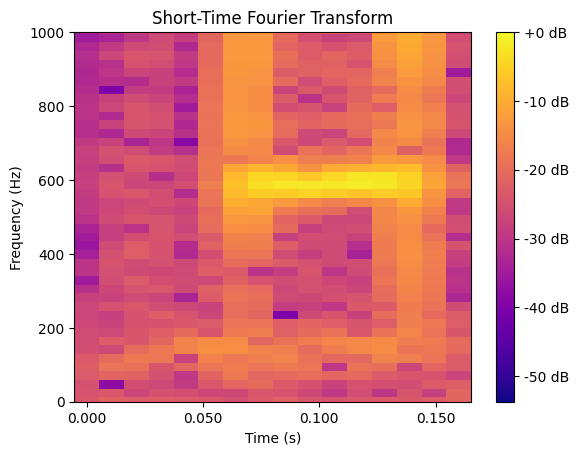 Short-Time Fourier Transform
1000
800
600
400
200
0
Frequency (Hz)
0.000
0.050
0.100
0.150
Time (s)
+0 dB
-10 dB
-20 dB
-30 dB
-40 dB
-50 dB